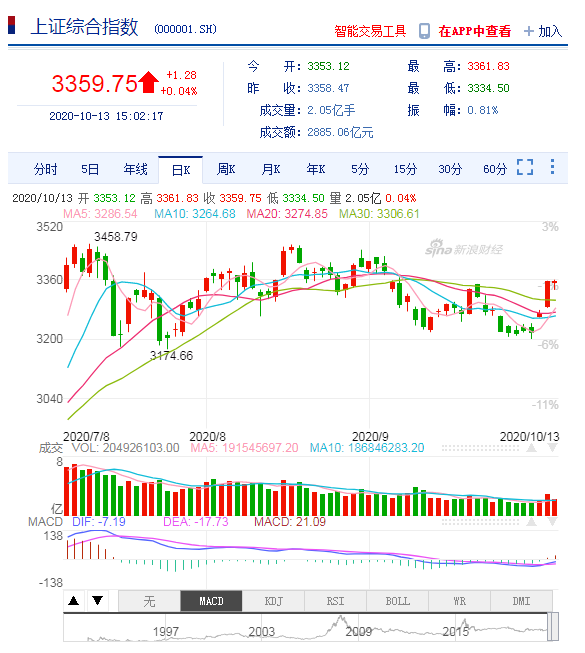 上证综合指数 (000001.SH) 智能交易工具 在APP中查看 + 加入
3359.75 +1.28 +0.04%
2020-10-13 15:02:17
今 开: 3353.12 最 高: 3361.83
昨 收: 3358.47 最 低: 3334.50
成交量: 2.05亿手 振 幅: 0.81%
成交额: 2885.06亿元
分时 5日 年线 日K 周K 月K 年K 5分 15分 30分 60分
2020/10/13 开 3353.12 高 3361.83 收 3359.75 低 3334.50 量 2.05亿 0.04%
MA5: 3286.54 MA10: 3264.68 MA20: 3274.85 MA30: 3306.61
3520 3%
3458.79
sina新浪财经
3360
3200 -6%
3174.66
3040 -11%
2020/7/8 2020/8 2020/9 2020/10/13
成交 VOL: 204926103.00 MA5: 191545697.20 MA10: 186846283.20
8
亿
MACD DIF: -7.19 DEA: -17.73 MACD: 21.09
138
-138
▲ ▼ 无 MACD KDJ RSI BOLL WR DMI
1997 2003 2009 2015